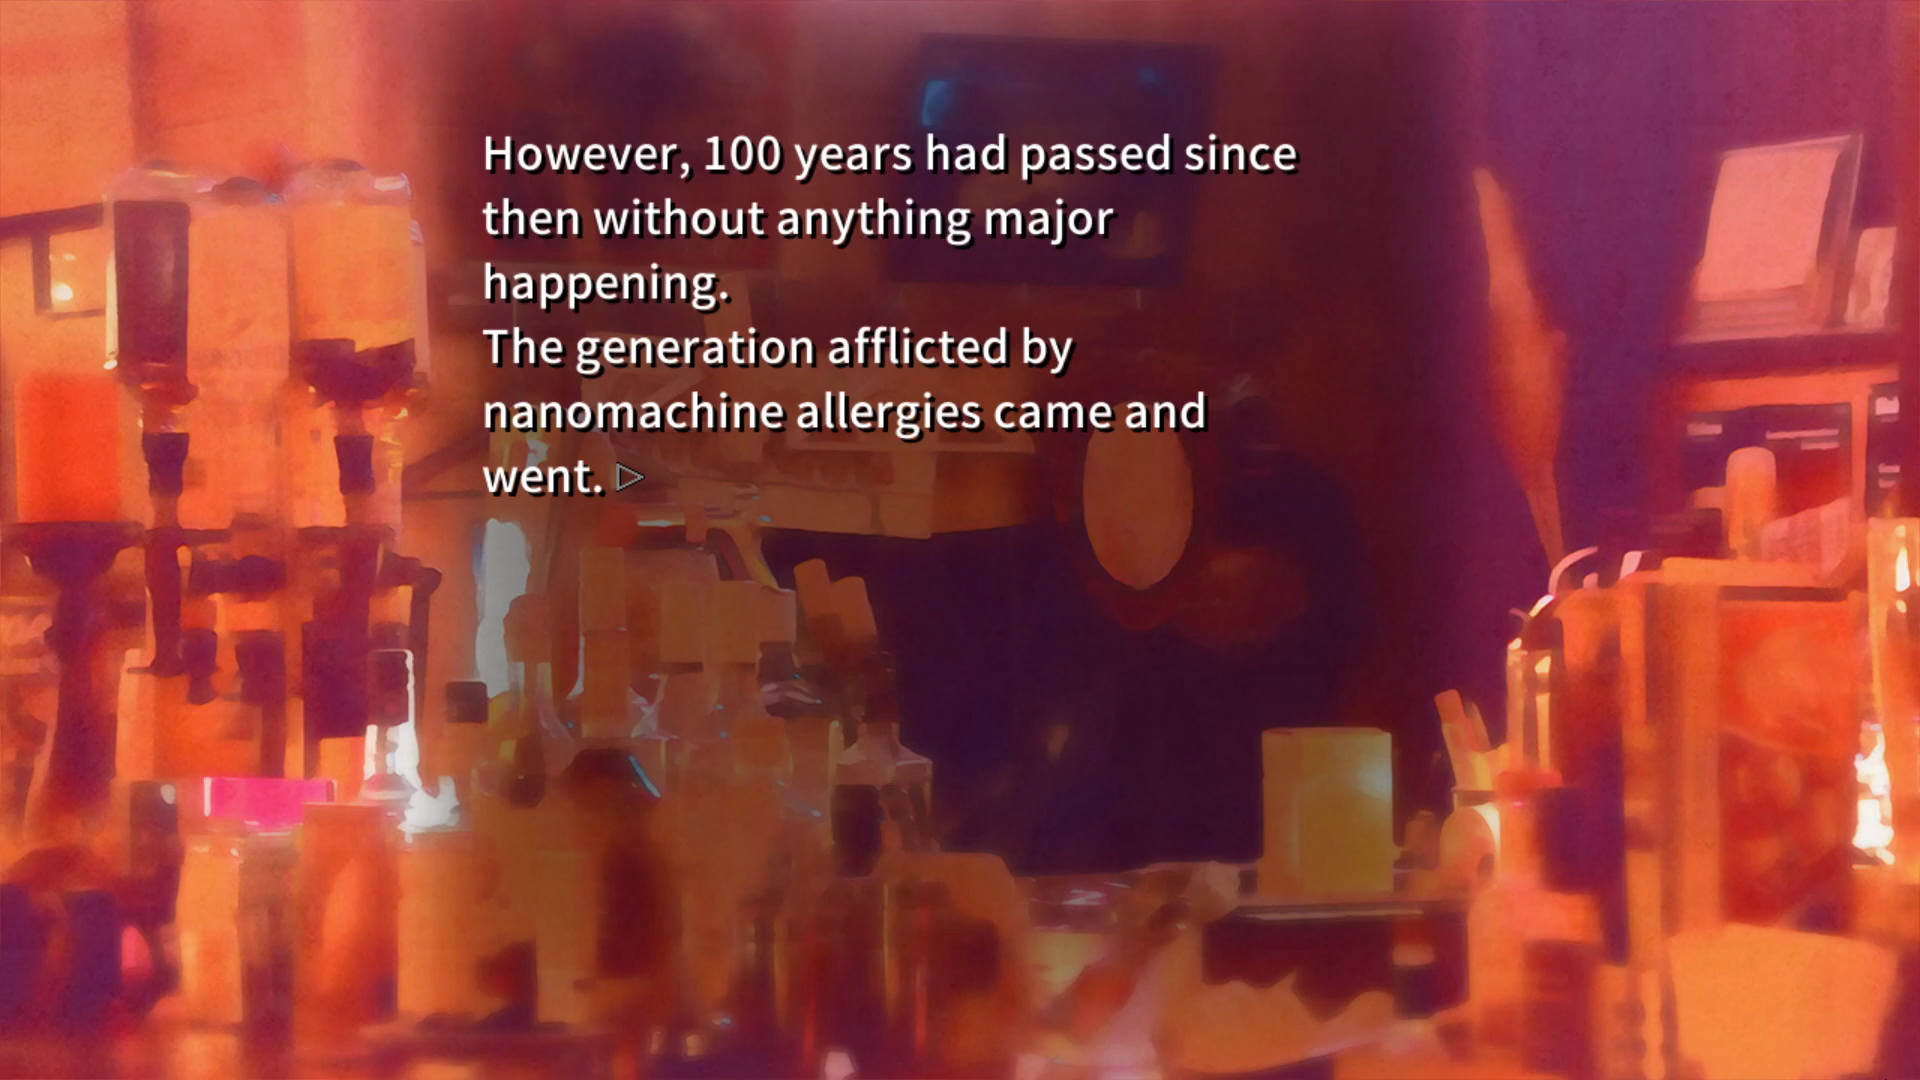 However, 100 years had passed since
then without anything major
happening.
The generation afflicted by
nanomachine allergies came and
went.